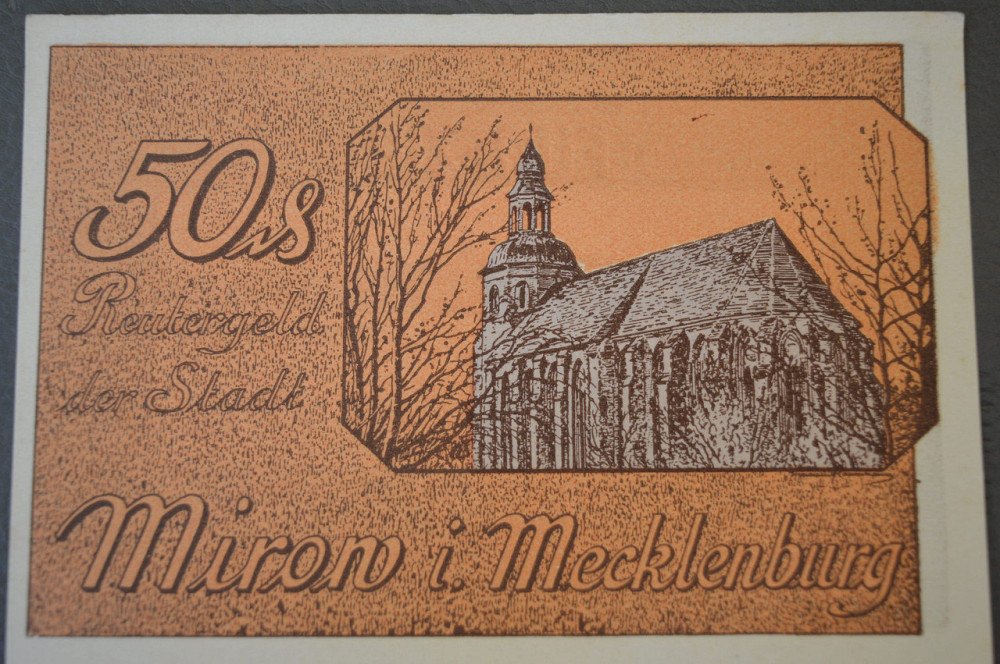 50 ₰
Reutergeld
der Stadt
Mirow i. Mecklenburg